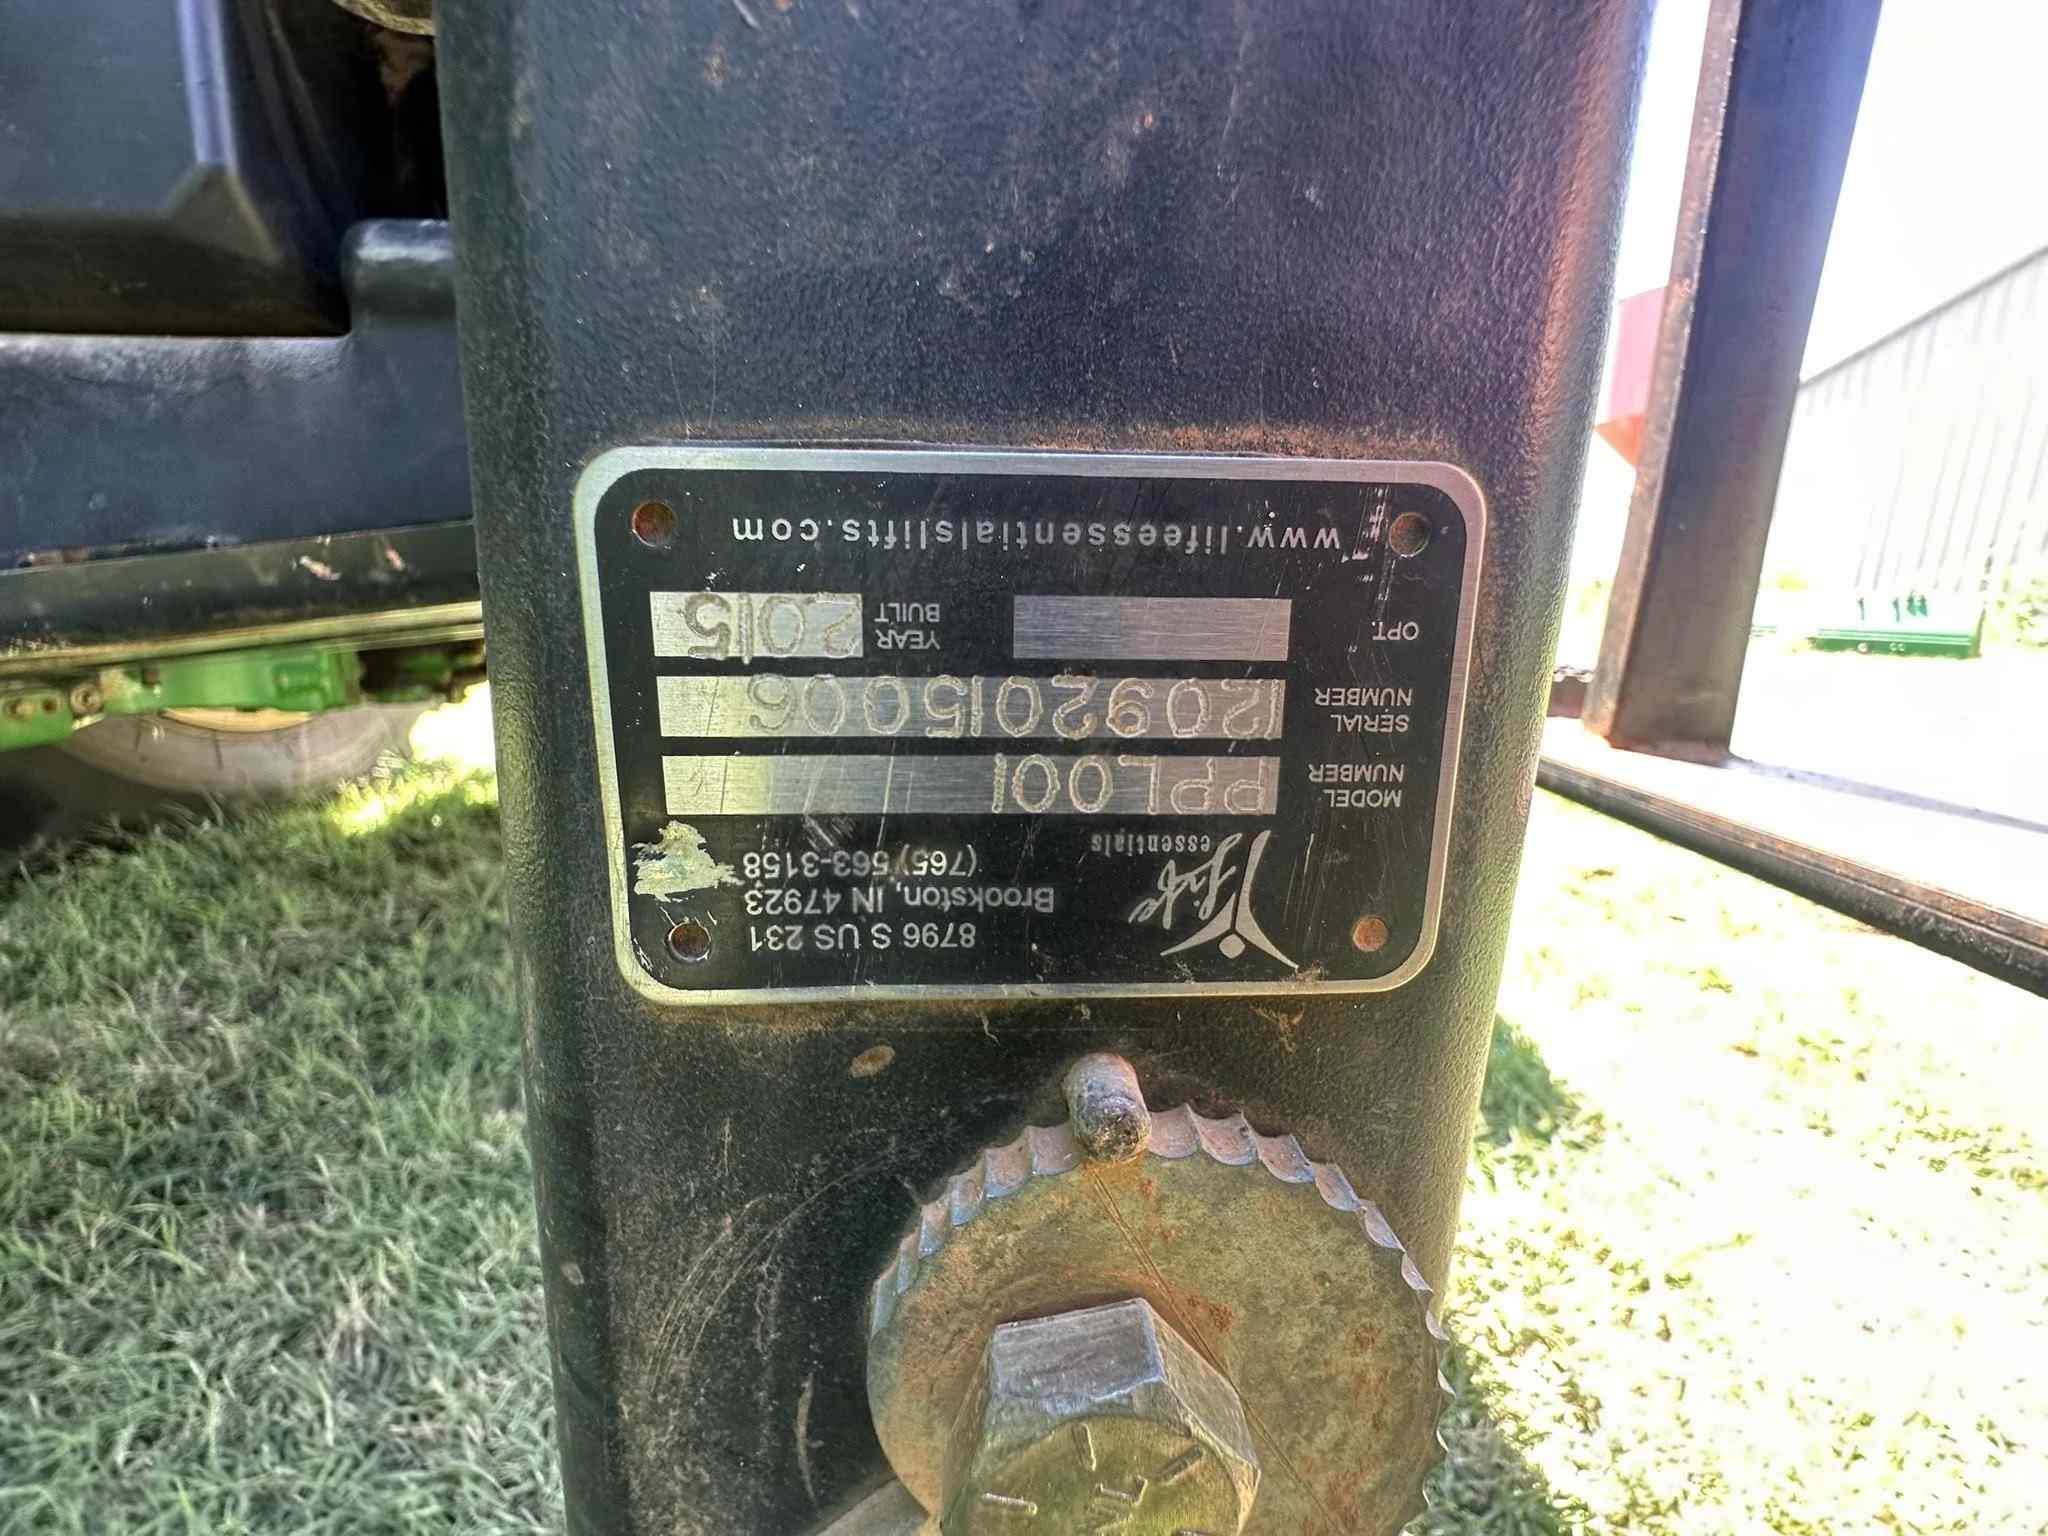 Life
essentials
8796 S US 231
Brookston, IN 47923
(765) 563-3158
MODEL
NUMBER
PPL001
SERIAL
NUMBER
12092015006
OPT.
YEAR
BUILT
2015
www.lifeessentialslifts.com